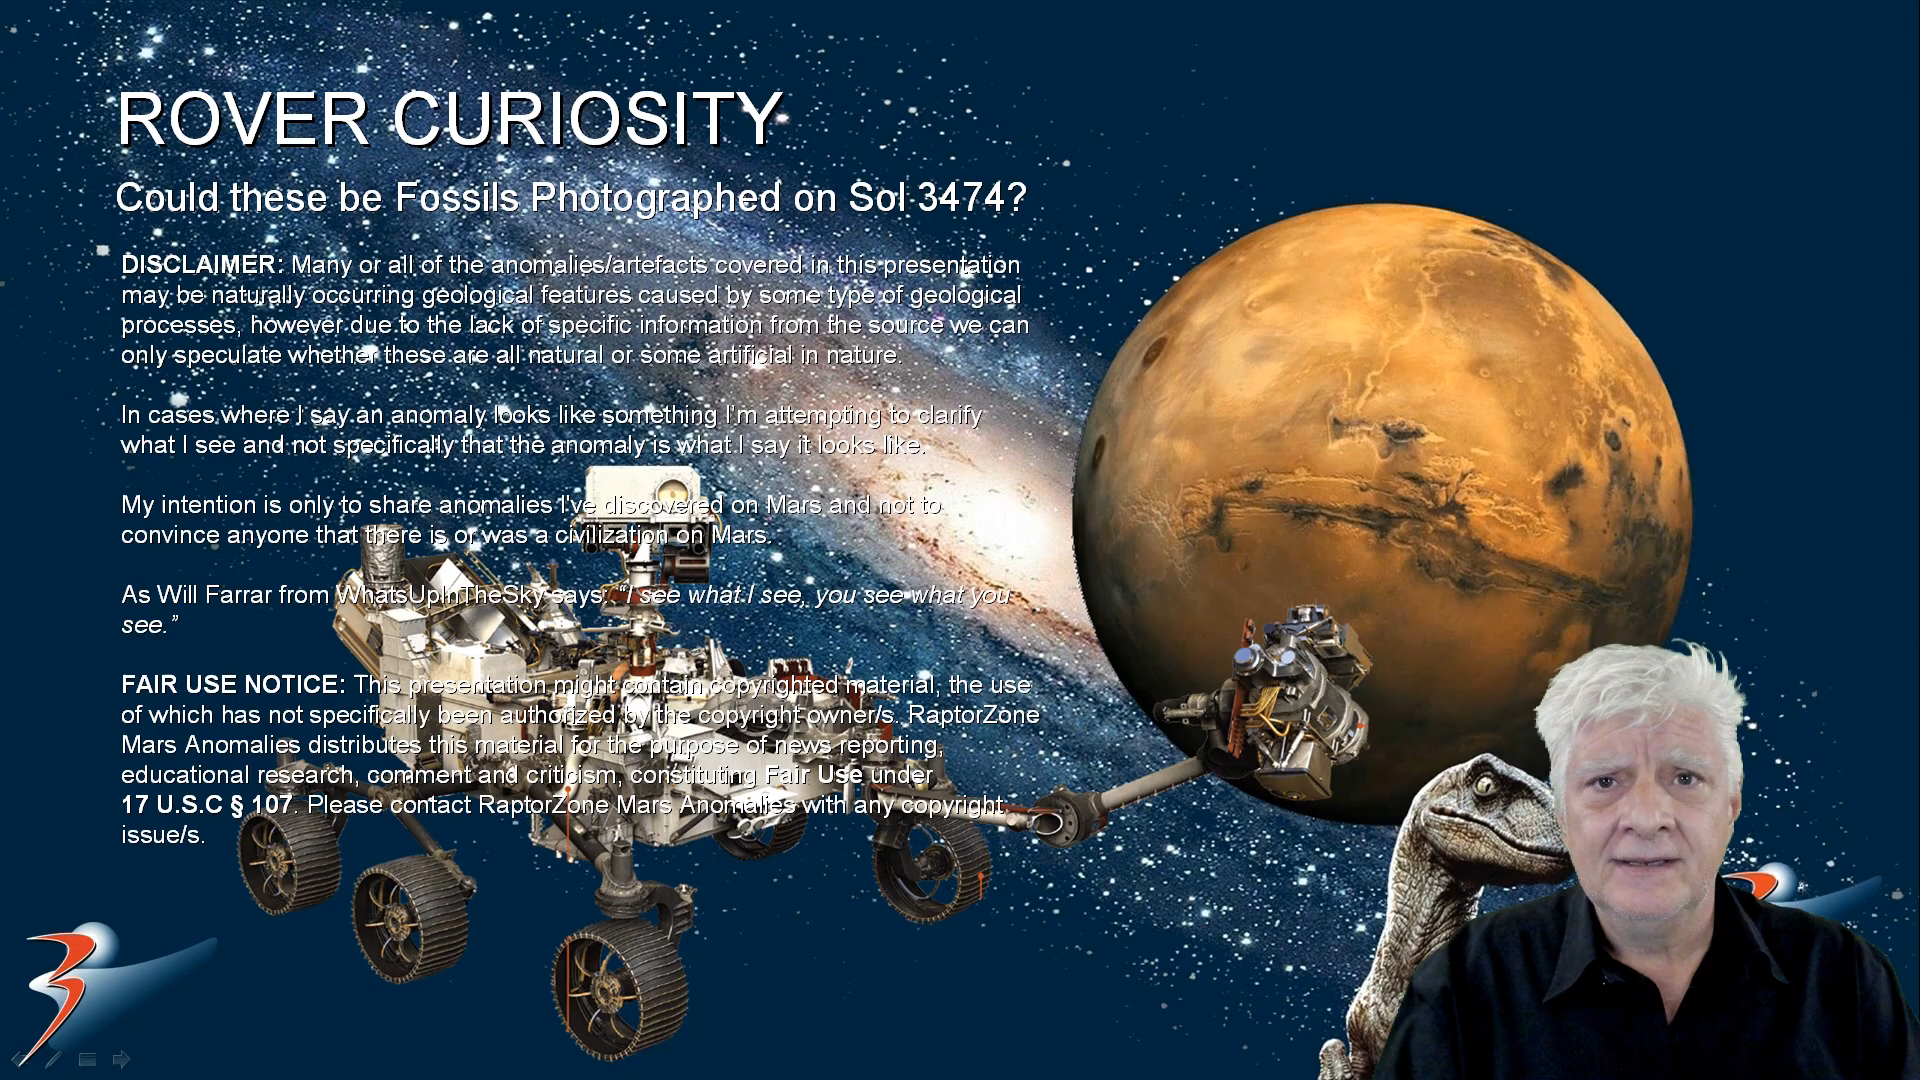 ROVER CURIOSITY
Could these be Fossils Photographed on Sol 3474?
DISCLAIMER: Many or all of the anomalies/artefacts covered in this presentation
may be naturally occurring geological features caused by some type of geological
processes, however due to the lack of specific information from the source we can
only speculate whether these are all natural or some artificial in nature.
In cases where I say an anomaly looks like something I'm attempting to clarify
what I see and not specifically that the anomaly is what I say it looks like.
My intention is only to share anomalies I've discovered on Mars and not to
convince anyone that there is or was a civilization on Mars.
As Will Farrar from WhatsUpInTheSky says: “I see what I see, you see what you
see.”
FAIR USE NOTICE: This presentation might contain copyrighted material, the use
of which has not specifically been authorized by the copyright owner/s. RaptorZone
Mars Anomalies distributes this material for the purpose of news reporting,
educational research, comment and criticism, constituting Fair Use under
17 U.S.C § 107. Please contact RaptorZone Mars Anomalies with any copyright
issue/s.